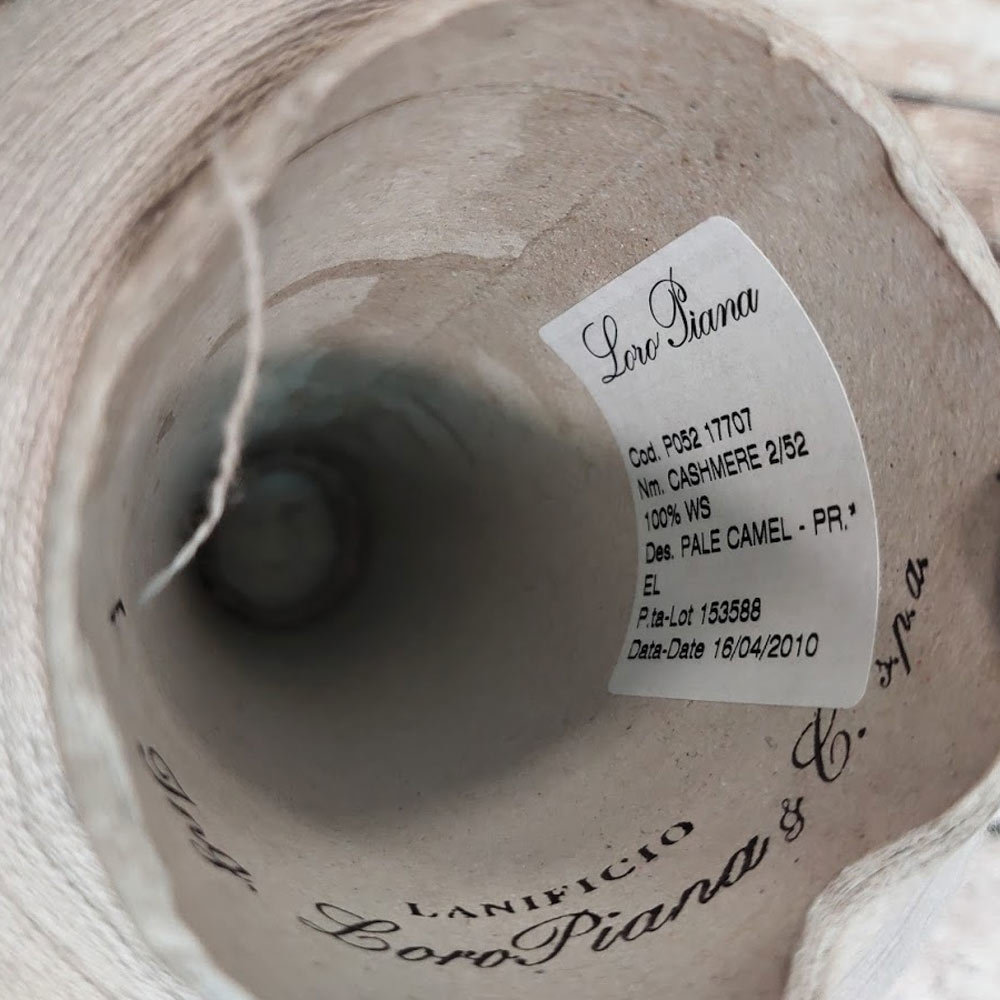 Loro Piana
Cod. P052 17707
Nm. CASHMERE 2/52
100% WS
Des. PALE CAMEL - PR.*
EL
P.ta-Lot 153588
Data-Date 16/04/2010
LANIFICIO
Ing. Loro Piana & C. s.p.a.